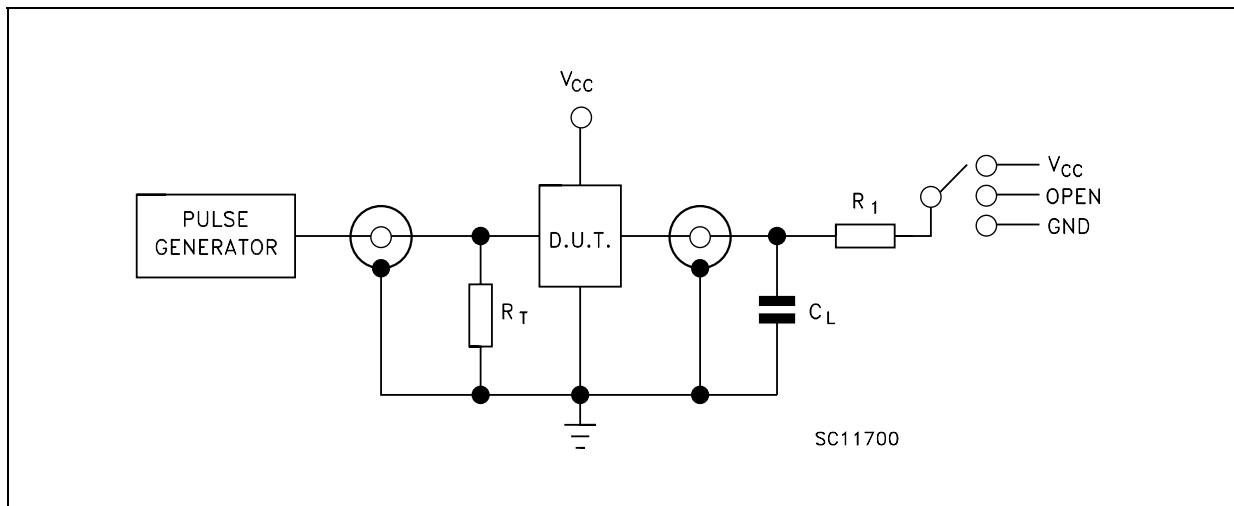 VCC
PULSE
GENERATOR
D.U.T.
RT
CL
R1
VCC
OPEN
GND
SC11700